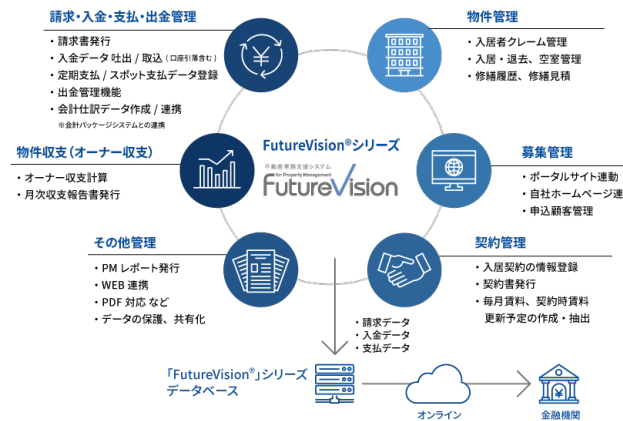 請求・入金・支払・出金管理
・請求書発行
・入金データ 吐出 / 取込 ( 口座引落含む )
・定期支払 / スポット支払データ登録
・出金管理機能
・会計仕訳データ作成 / 連携
※会計パッケージシステムとの連携
物件管理
・入居者クレーム管理
・入居・退去、空室管理
・修繕履歴、修繕見積
物件収支（オーナー収支）
・オーナー収支計算
・月次収支報告書発行
FutureVision®シリーズ
不動産業務支援システム
for Property Management
FutureVision
募集管理
・ポータルサイト連動
・自社ホームページ連
・申込顧客管理
その他管理
・PM レポート発行
・WEB 連携
・PDF 対応 など
・データの保護、共有化
契約管理
・入居契約の情報登録
・契約書発行
・毎月賃料、契約時賃料
更新予定の作成・抽出
・請求データ
・入金データ
・支払データ
「FutureVision®」シリーズ
データベース
オンライン
金融機関